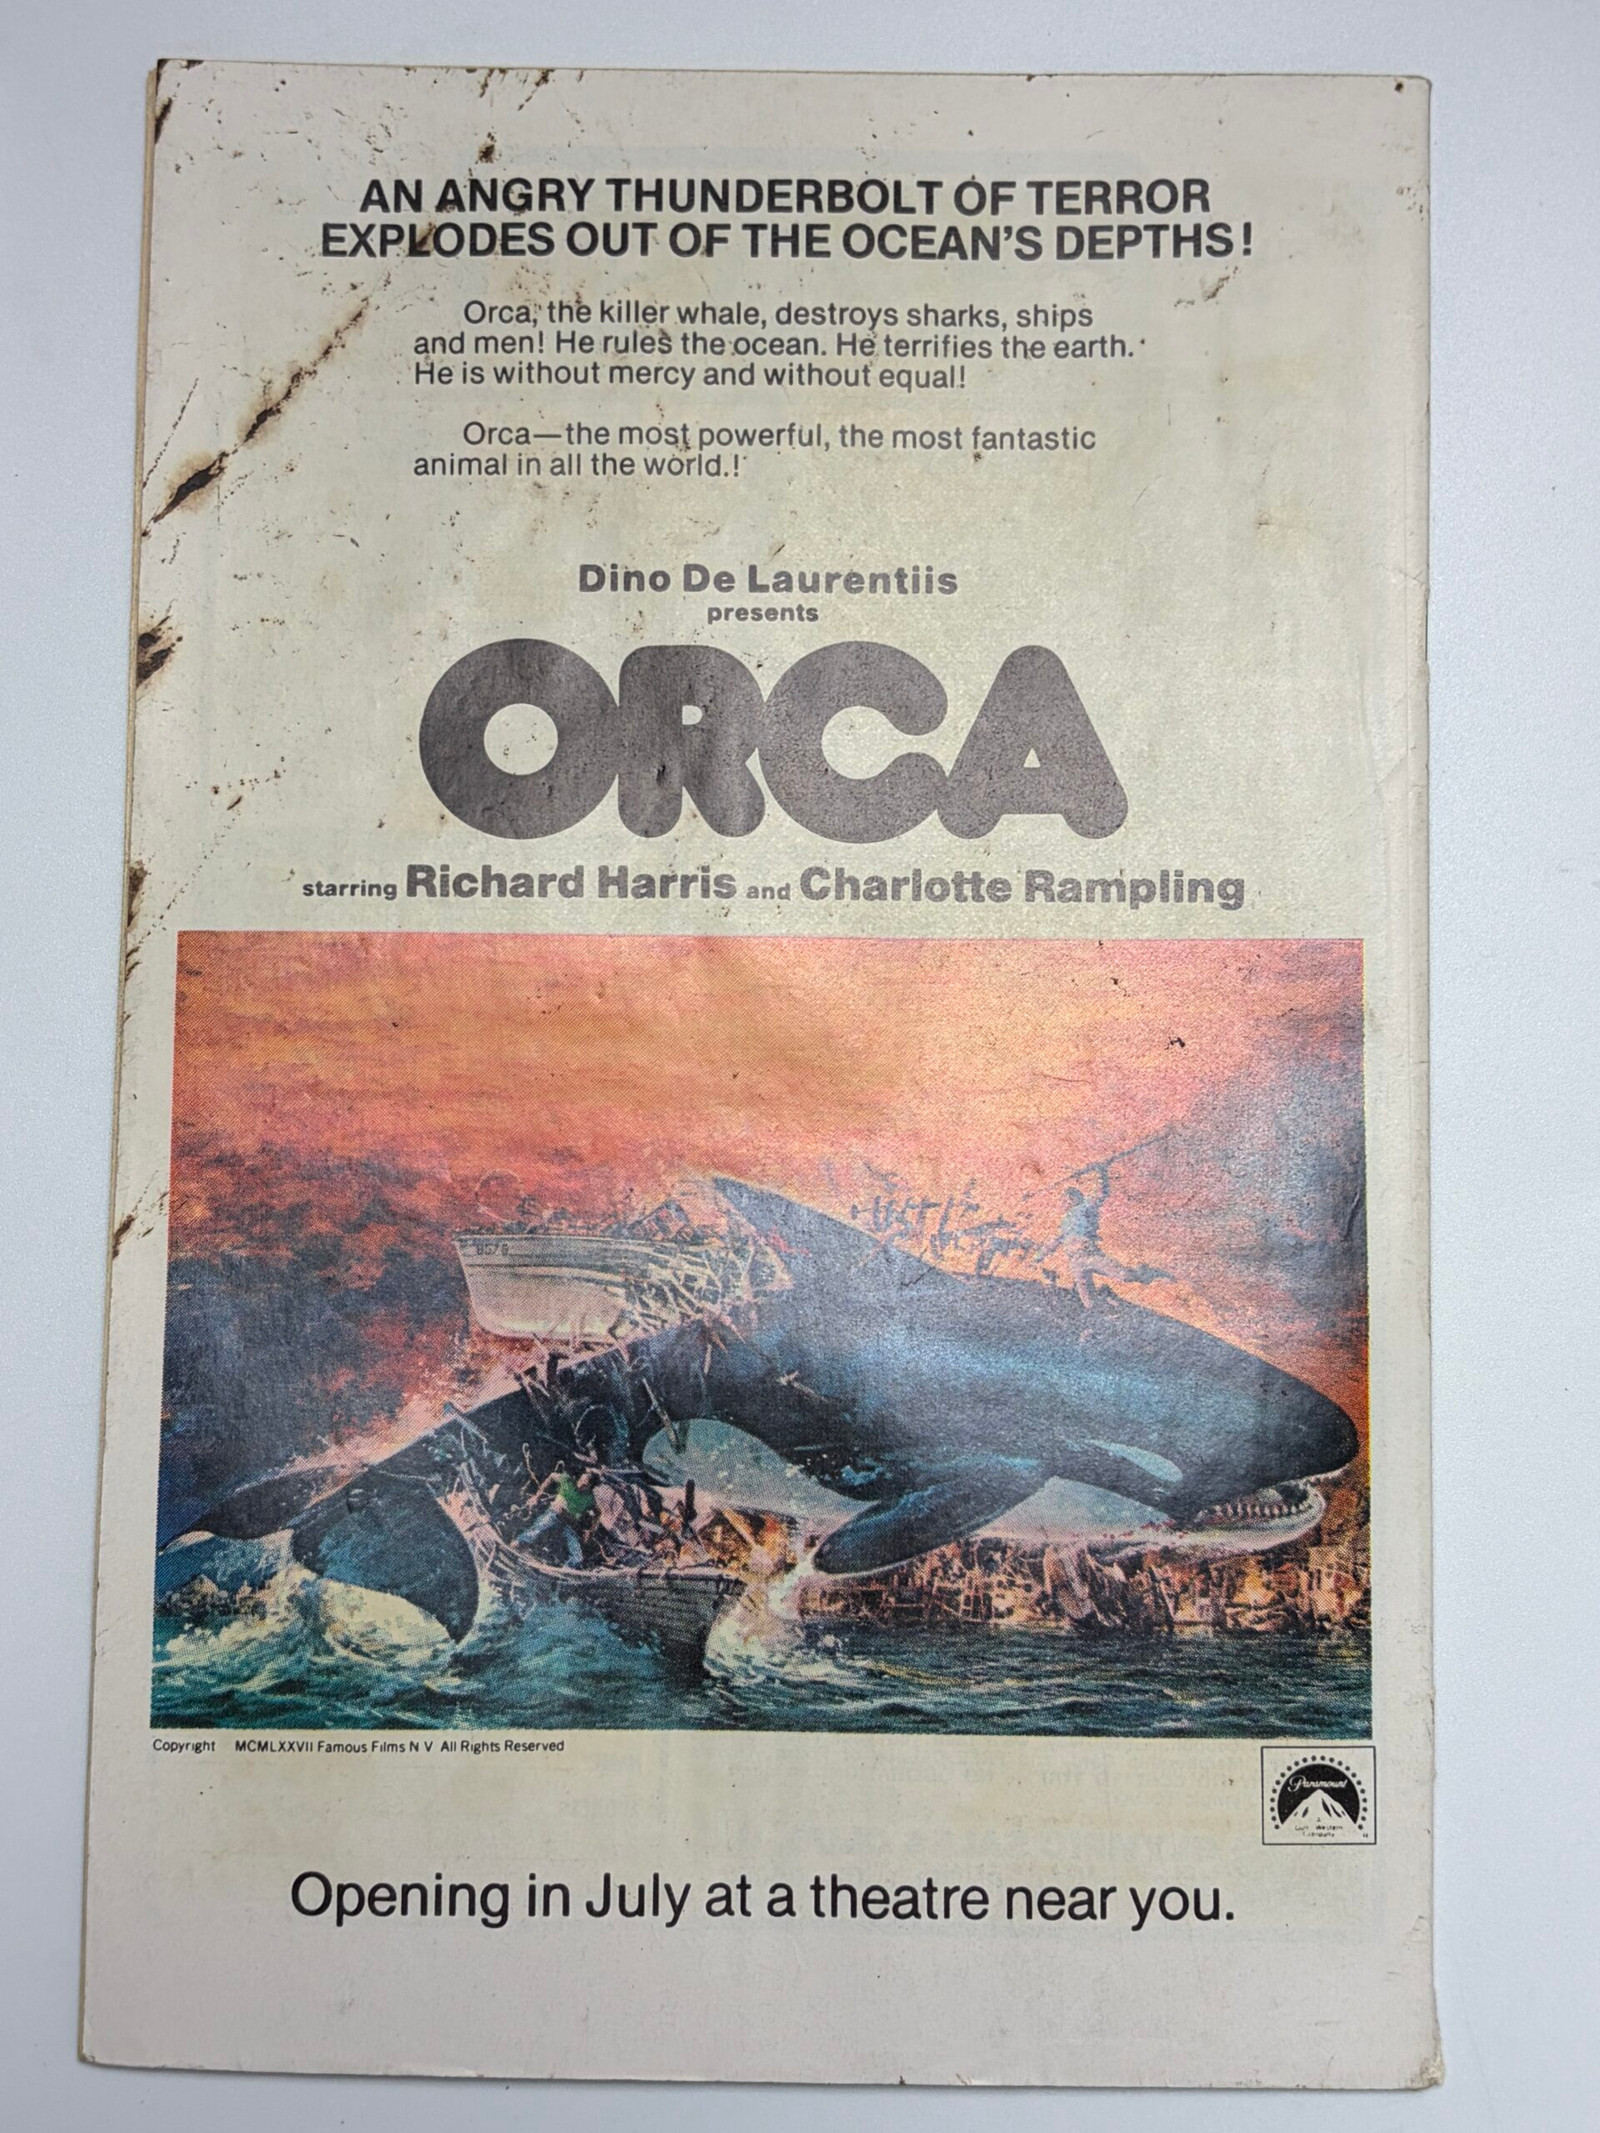 AN ANGRY THUNDERBOLT OF TERROR
EXPLODES OUT OF THE OCEAN'S DEPTHS!
Orca, the killer whale, destroys sharks, ships
and men! He rules the ocean. He terrifies the earth.
He is without mercy and without equal!
Orca—the most powerful, the most fantastic
animal in all the world.!
Dino De Laurentiis
presents
ORCA
starring Richard Harris and Charlotte Rampling
Copyright MCMLXXVII Famous Films N V All Rights Reserved
Paramount
Opening in July at a theatre near you.